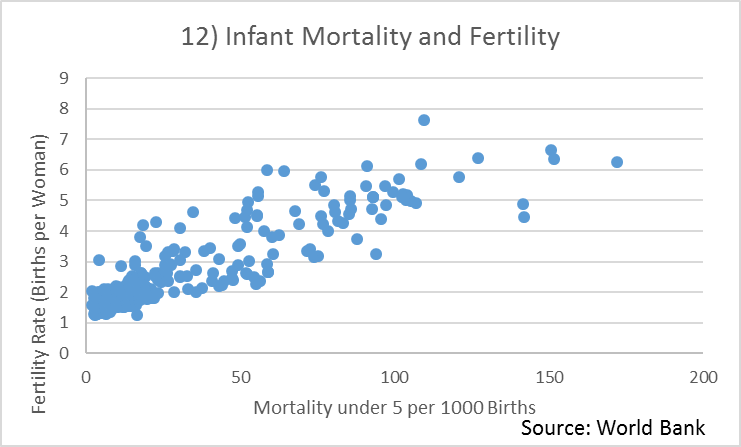 12) Infant Mortality and Fertility
Fertility Rate (Births per Woman)
9
8
7
6
5
4
3
2
1
0
0 50 100 150 200
Mortality under 5 per 1000 Births
Source: World Bank